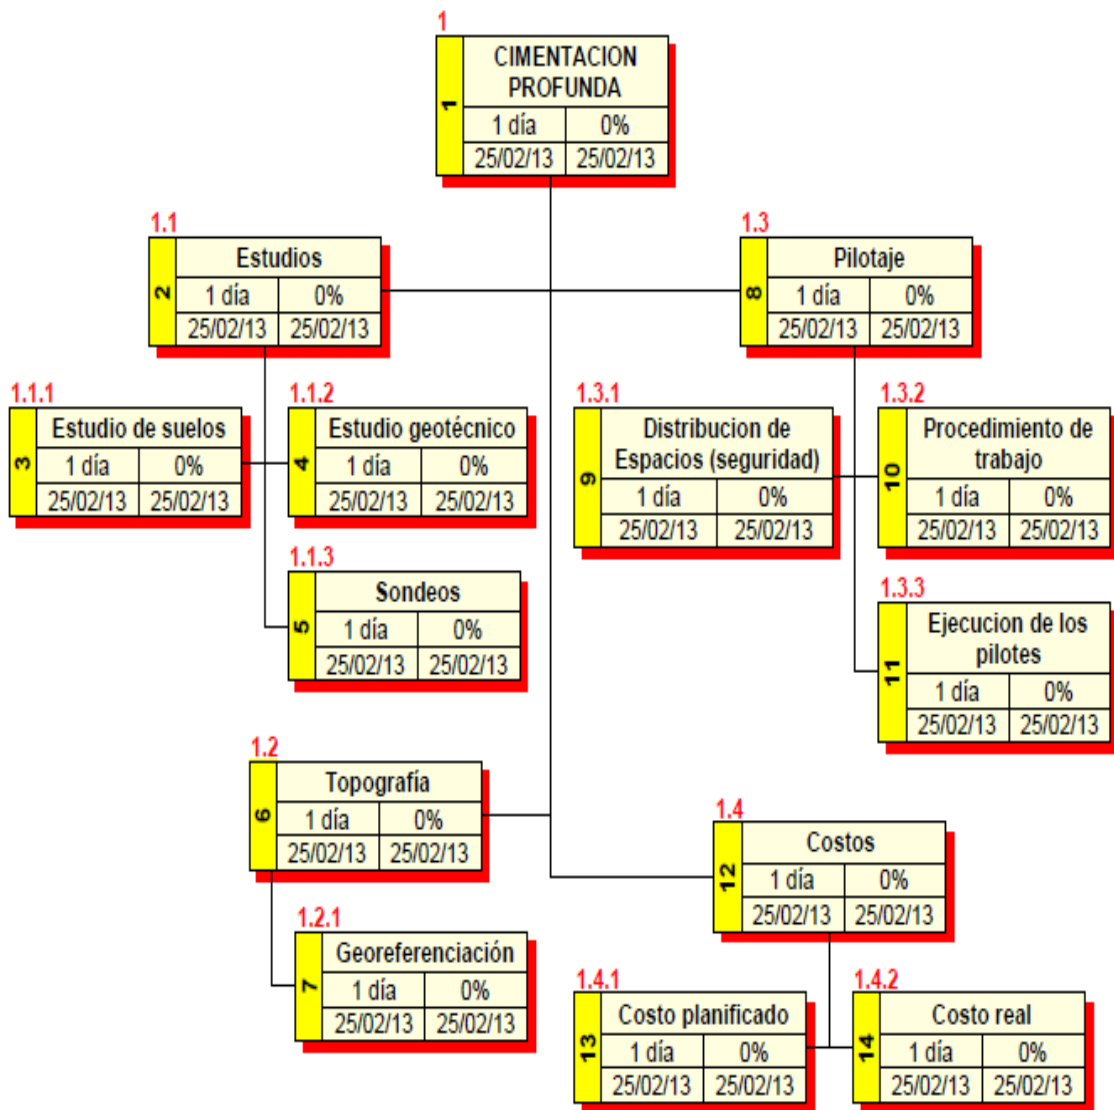 1
CIMENTACION
PROFUNDA
1
1 día 0%
25/02/13 25/02/13
1.1
Estudios
2
1 día 0%
25/02/13 25/02/13
1.3
Pilotaje
8
1 día 0%
25/02/13 25/02/13
1.1.1
Estudio de suelos
3
1 día 0%
25/02/13 25/02/13
1.1.2
Estudio geotécnico
4
1 día 0%
25/02/13 25/02/13
1.3.1
Distribucion de
Espacios (seguridad)
9
1 día 0%
25/02/13 25/02/13
1.3.2
Procedimiento de
trabajo
10
1 día 0%
25/02/13 25/02/13
1.1.3
Sondeos
5
1 día 0%
25/02/13 25/02/13
1.3.3
Ejecucion de los
pilotes
11
1 día 0%
25/02/13 25/02/13
1.2
Topografía
6
1 día 0%
25/02/13 25/02/13
1.4
Costos
12
1 día 0%
25/02/13 25/02/13
1.2.1
Georeferenciación
7
1 día 0%
25/02/13 25/02/13
1.4.1
Costo planificado
13
1 día 0%
25/02/13 25/02/13
1.4.2
Costo real
14
1 día 0%
25/02/13 25/02/13